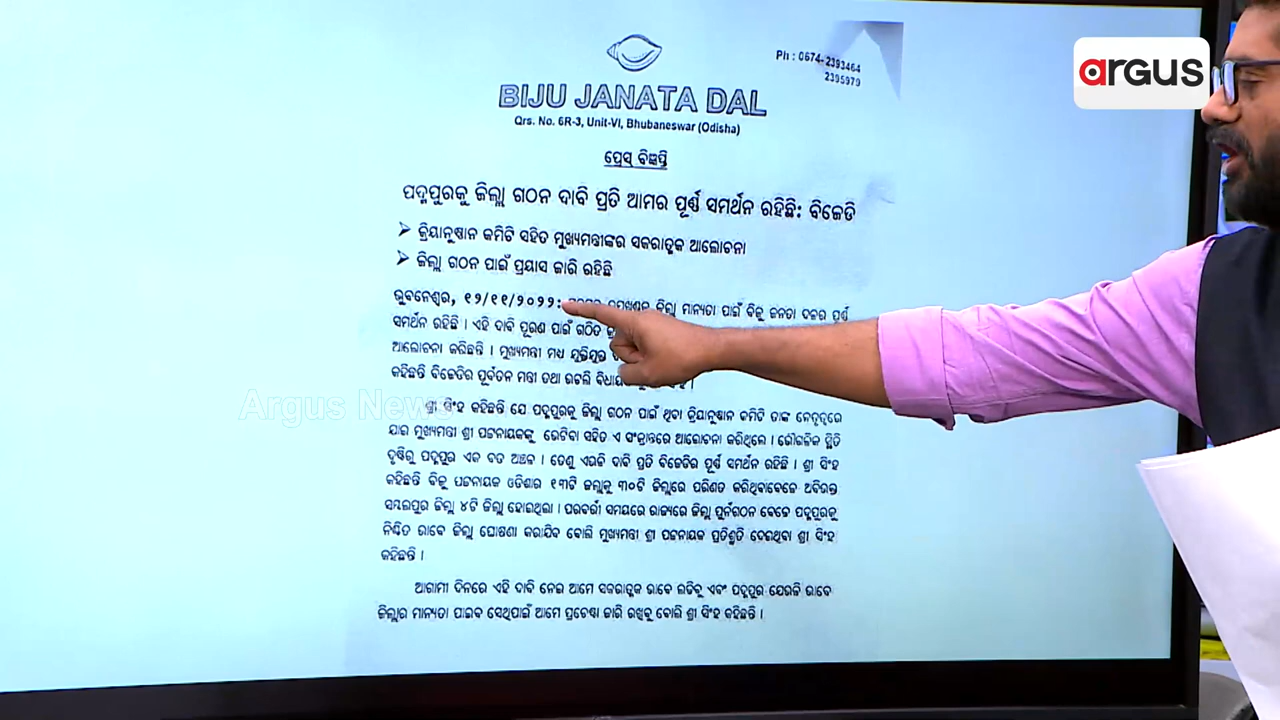 argus
Ph : 0674-2393464
2395979
BIJU JANATA DAL
Qrs. No. 6R-3, Unit-VI, Bhubaneswar (Odisha)
ପ୍ରେସ୍ ବିଜ୍ଞପ୍ତି
ପଦ୍ମପୁରକୁ ଜିଲ୍ଲା ଗଠନ ଦାବି ପ୍ରତି ଆମର ପୂର୍ଣ୍ଣ ସମର୍ଥନ ରହିଛି: ବିଜେଡି
➢ କ୍ରିୟାନୁଷ୍ଠାନ କମିଟି ସହିତ ମୁଖ୍ୟମନ୍ତ୍ରୀଙ୍କର ସକରାତ୍ମକ ଆଲୋଚନା
➢ ଜିଲ୍ଲା ଗଠନ ପାଇଁ ପ୍ରୟାସ ଜାରି ରହିଛି
ଭୁବନେଶ୍ୱର, ୧୨/୧୧/୨୦୨୨: ଜିଲ୍ଲା ମାନ୍ୟତା ପାଇଁ ବିଜୁ ଜନତା ଦଳର ପୂର୍ଣ୍ଣ
ସମର୍ଥନ ରହିଛି । ଏହି ଦାବି ପୂରଣ ପାଇଁ ଗଠିତ
ଆଲୋଚନା କରିଛନ୍ତି । ମୁଖ୍ୟମନ୍ତ୍ରୀ ମଧ୍ୟ ଯୁକ୍ତିଯୁକ୍ତ
କହିଛନ୍ତି ବିଜେଡିର ପୂର୍ବତନ ମନ୍ତ୍ରୀ ତଥା ଭଟଲି
Argus News
ଶ୍ରୀ ସିଂହ କହିଛନ୍ତି ଯେ ପଦ୍ମପୁରକୁ ଜିଲ୍ଲା ଗଠନ ପାଇଁ ଥିବା କ୍ରିୟାନୁଷ୍ଠାନ କମିଟି ତାଙ୍କ ନେତୃତ୍ୱରେ
ଯାଇ ମୁଖ୍ୟମନ୍ତ୍ରୀ ଶ୍ରୀ ପଟ୍ଟନାୟକଙ୍କୁ ଭେଟିବା ସହିତ ଏ ସଂକ୍ରାନ୍ତରେ ଆଲୋଚନା କରିଥିଲେ । ଭୌଗଳିକ ସ୍ଥିତି
ଦୃଷ୍ଟିରୁ ପଦ୍ମପୁର ଏକ ବଡ ଅଞ୍ଚଳ । ତେଣୁ ଏଭଳି ଦାବି ପ୍ରତି ବିଜେଡିର ପୂର୍ଣ୍ଣ ସମର୍ଥନ ରହିଛି । ଶ୍ରୀ ସିଂହ
କହିଛନ୍ତି ବିଜୁ ପଟ୍ଟନାୟକ ଓଡିଶାର ୧୩ଟି ଜିଲ୍ଲାକୁ ୩୦ଟି ଜିଲ୍ଲାରେ ପରିଣତ କରିଥିବାବେଳେ ଅବିଭକ୍ତ
ସମ୍ବଲପୁର ଜିଲ୍ଲା ୪ଟି ଜିଲ୍ଲା ହୋଇଥିଲା । ପରବର୍ତ୍ତୀ ସମୟରେ ରାଜ୍ୟରେ ଜିଲ୍ଲା ପୁର୍ନଗଠନ ବେଳେ ପଦ୍ମପୁରକୁ
ନିଶ୍ଚିତ ଭାବେ ଜିଲ୍ଲା ଘୋଷଣା କରାଯିବ ବୋଲି ମୁଖ୍ୟମନ୍ତ୍ରୀ ଶ୍ରୀ ପଟ୍ଟନାୟକ ପ୍ରତିଶ୍ରୁତି ଦେଇଥିବା ଶ୍ରୀ ସିଂହ
କହିଛନ୍ତି ।
ଆଗାମୀ ଦିନରେ ଏହି ଦାବି ନେଇ ଆମେ ସକରାତ୍ମକ ଭାବେ ଲଢିବୁ ଏବଂ ପଦ୍ମପୁର ଯେଭଳି ଭାବେ
ଜିଲ୍ଲାର ମାନ୍ୟତା ପାଇବ ସେଥିପାଇଁ ଆମେ ପ୍ରଚେଷ୍ଟା ଜାରି ରଖିବୁ ବୋଲି ଶ୍ରୀ ସିଂହ କହିଛନ୍ତି ।